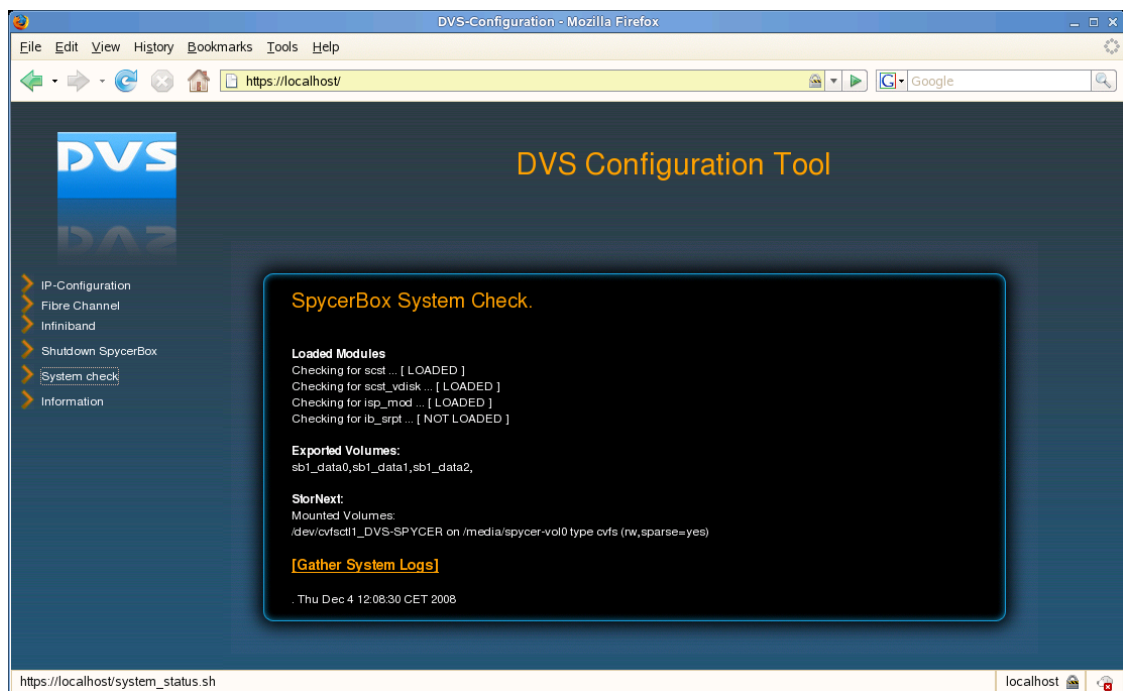 DVS-Configuration - Mozilla Firefox
File Edit View History Bookmarks Tools Help
https://localhost/
G Google
DVS
DVS Configuration Tool
IP-Configuration
Fibre Channel
Infiniband
Shutdown SpycerBox
System check
Information
SpycerBox System Check.
Loaded Modules
Checking for scst ... [ LOADED ]
Checking for scst_vdisk ... [ LOADED ]
Checking for isp_mod ... [ LOADED ]
Checking for ib_srpt ... [ NOT LOADED ]
Exported Volumes:
sb1_data0,sb1_data1,sb1_data2,
StorNext:
Mounted Volumes:
/dev/cvfsctl1_DVS-SPYCER on /media/spycer-vol0 type cvfs (rw,sparse=yes)
[Gather System Logs]
. Thu Dec 4 12:08:30 CET 2008
https://localhost/system_status.sh
localhost